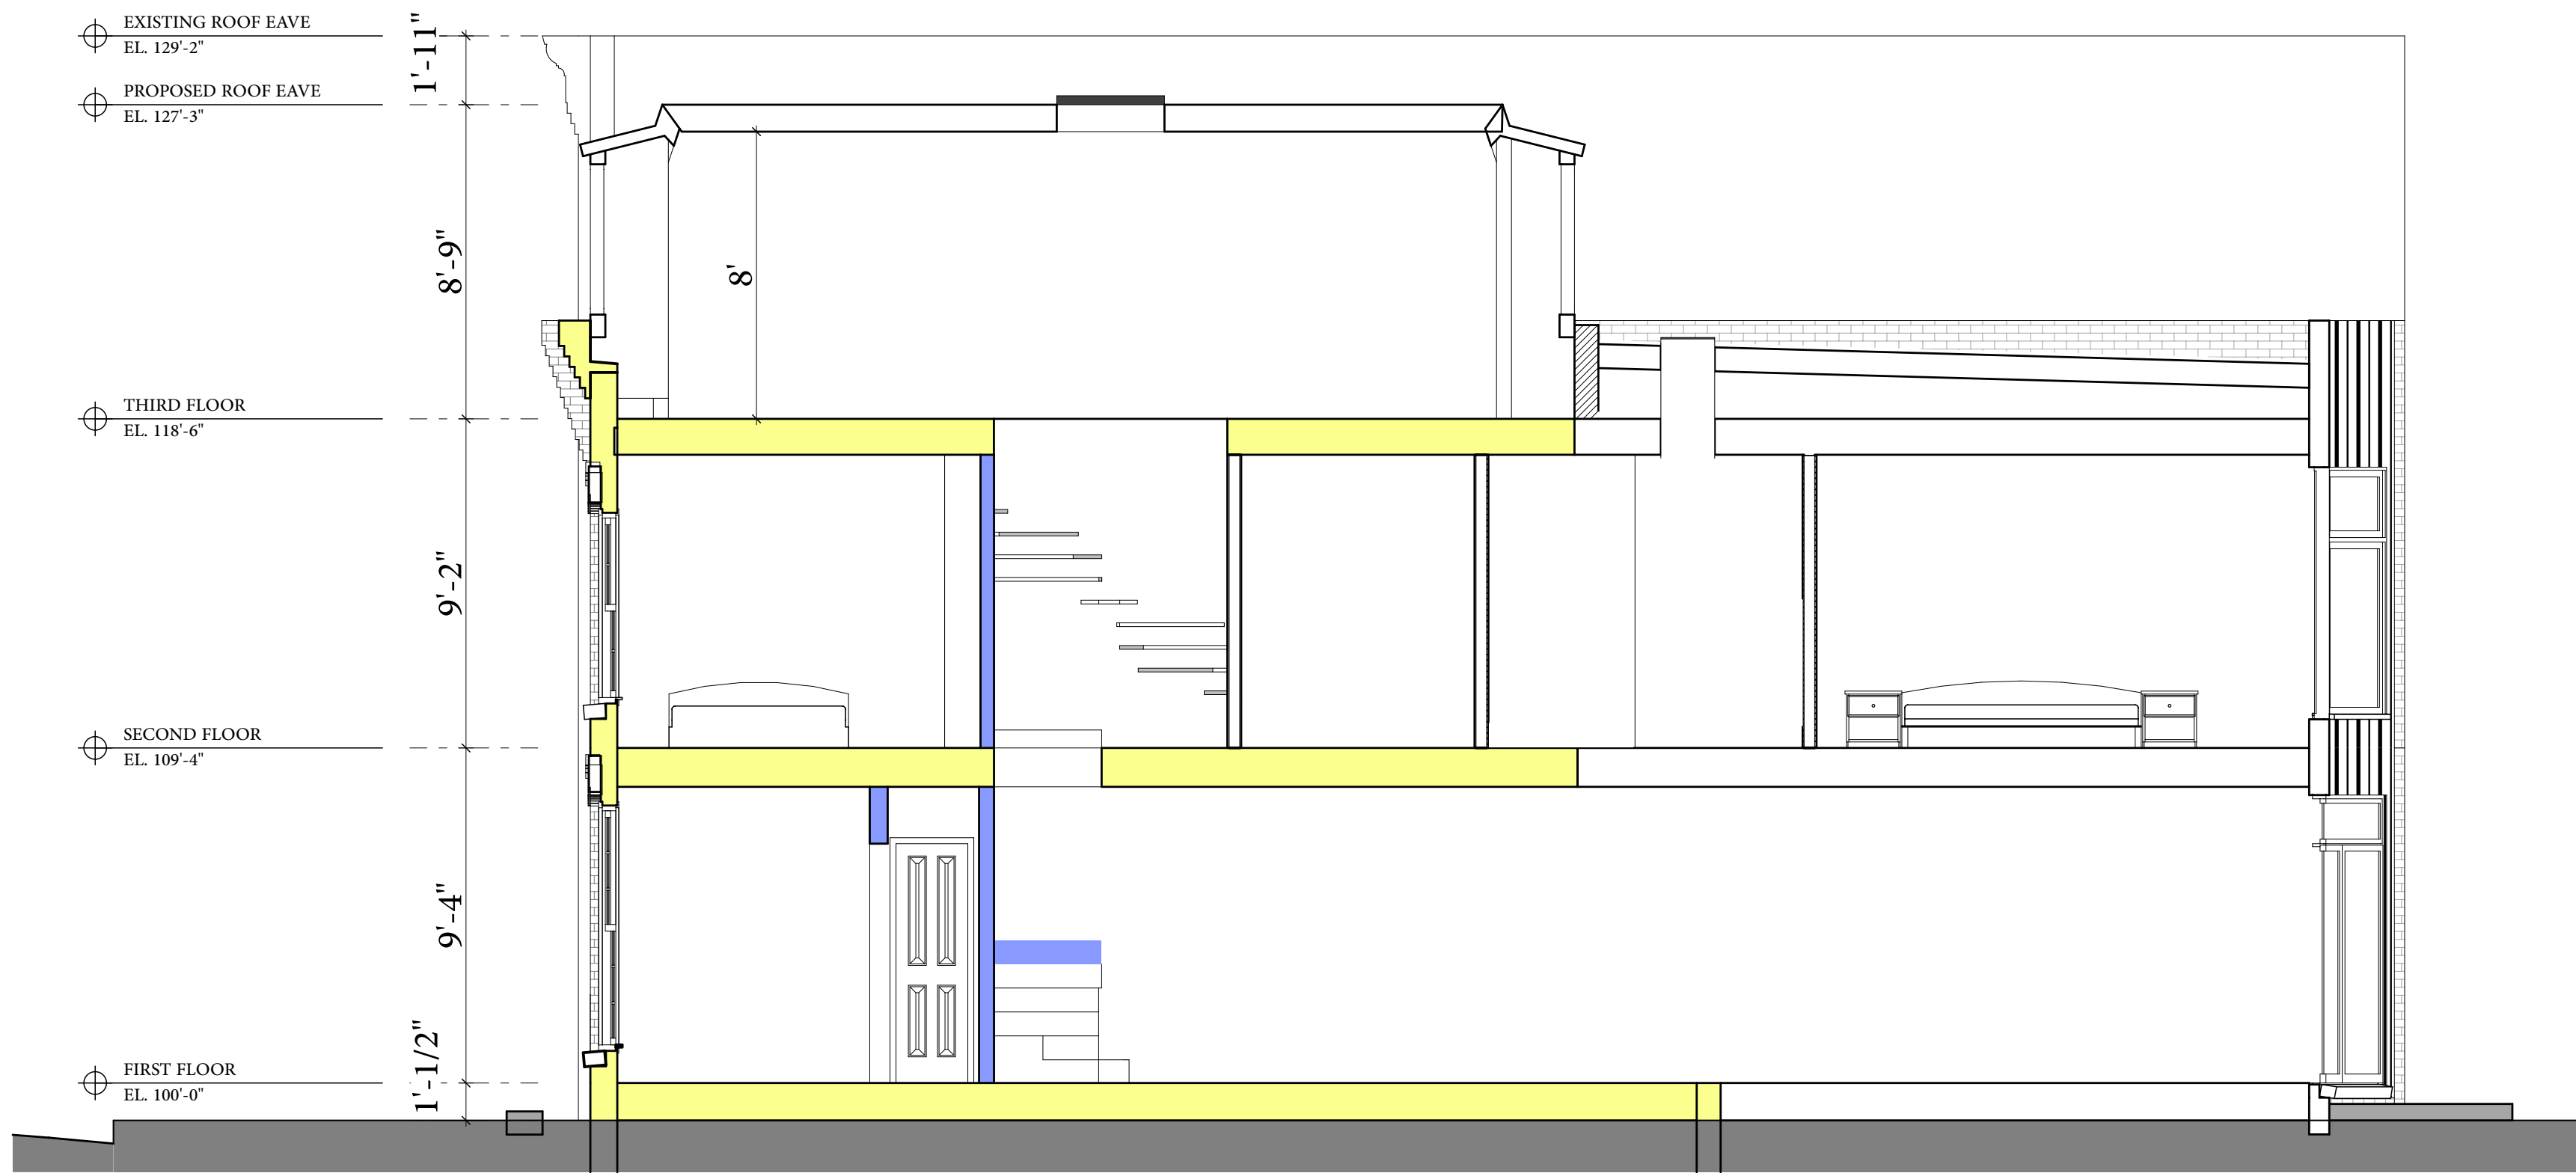 EXISTING ROOF EAVE
EL. 129'-2"
1'-11"
PROPOSED ROOF EAVE
EL. 127'-3"
8'-9"
8'
THIRD FLOOR
EL. 118'-6"
9'-2"
SECOND FLOOR
EL. 109'-4"
9'-4"
FIRST FLOOR
EL. 100'-0"
1'-1/2"